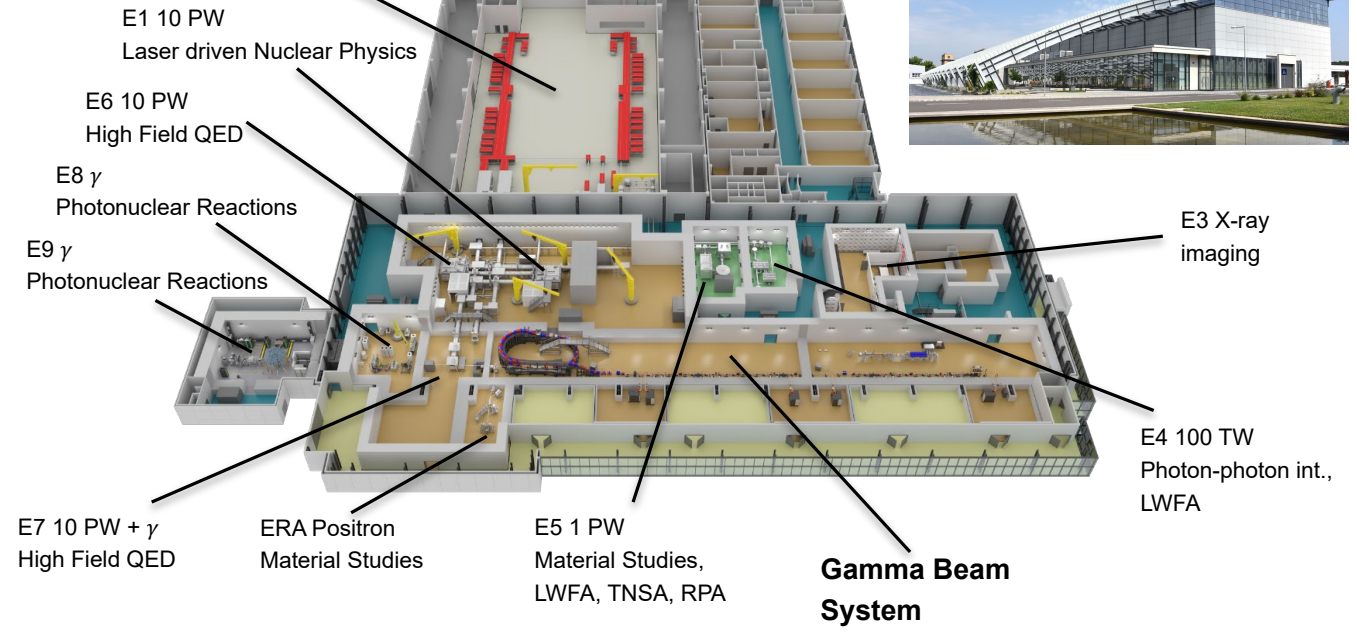 E1 10 PW
Laser driven Nuclear Physics
E6 10 PW
High Field QED
E8 γ
Photonuclear Reactions
E9 γ
Photonuclear Reactions
E3 X-ray
imaging
E4 100 TW
Photon-photon int.,
LWFA
E7 10 PW + γ
High Field QED
ERA Positron
Material Studies
E5 1 PW
Material Studies,
LWFA, TNSA, RPA
Gamma Beam
System